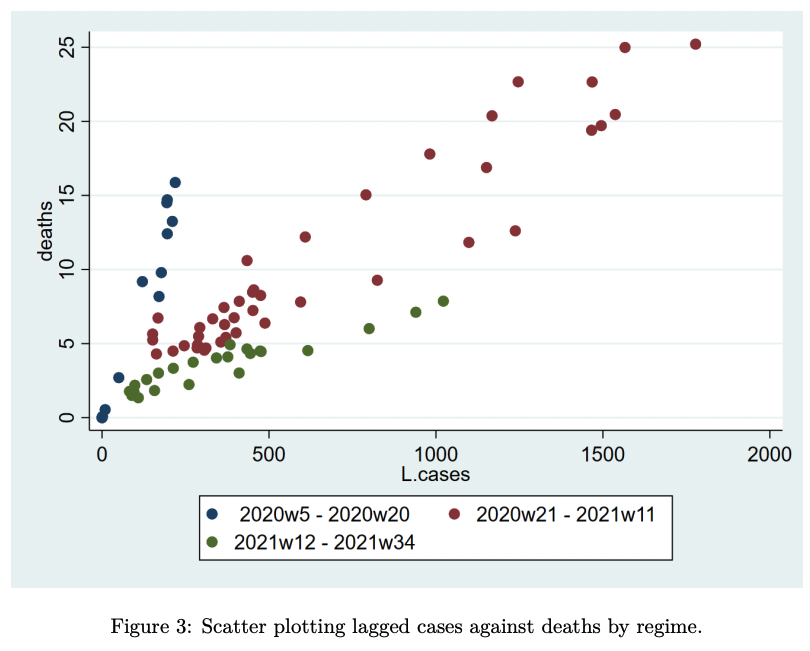 25
20
15
10
5
0
deaths
0 500 1000 1500 2000
L.cases
2020w5 - 2020w20 2020w21 - 2021w11
2021w12 - 2021w34
Figure 3: Scatter plotting lagged cases against deaths by regime.